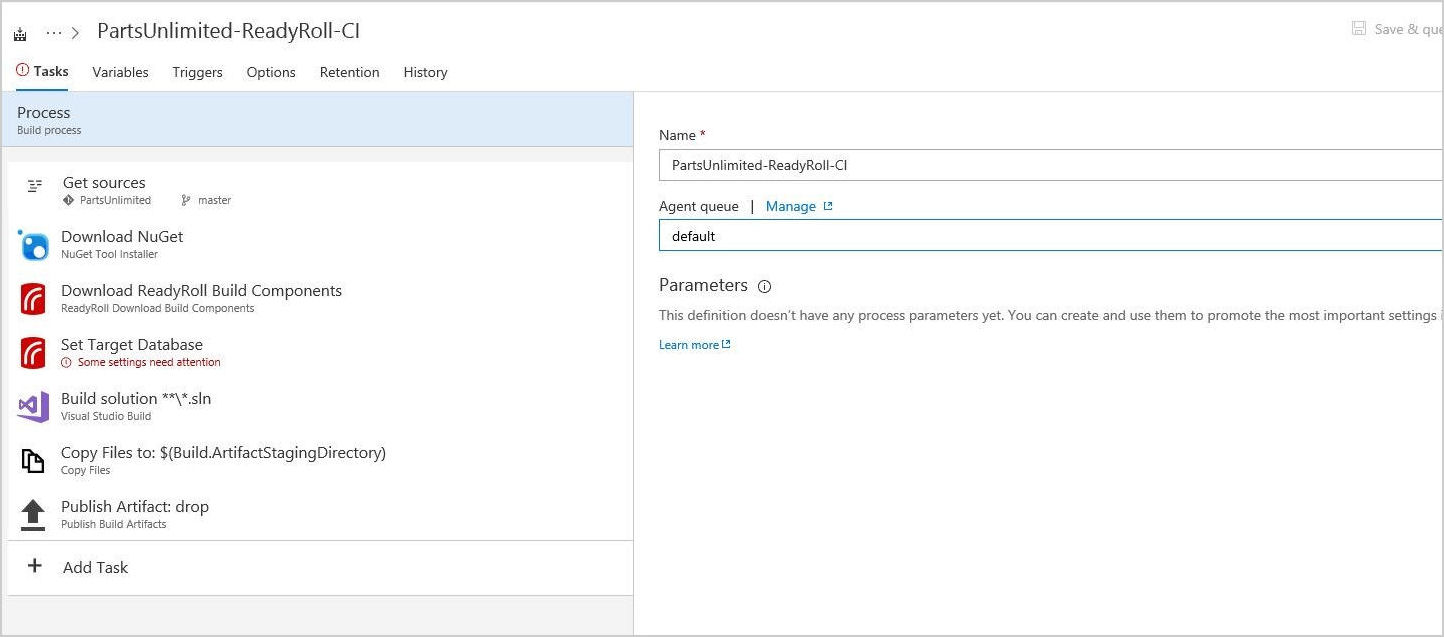 ... > PartsUnlimited-ReadyRoll-CI
Save & que
Tasks Variables Triggers Options Retention History
Process
Build process
Get sources
PartsUnlimited master
Download NuGet
NuGet Tool Installer
Download ReadyRoll Build Components
ReadyRoll Download Build Components
Set Target Database
Some settings need attention
Build solution **\*.sln
Visual Studio Build
Copy Files to: $(Build.ArtifactStagingDirectory)
Copy Files
Publish Artifact: drop
Publish Build Artifacts
+ Add Task
Name *
PartsUnlimited-ReadyRoll-CI
Agent queue | Manage
default
Parameters
This definition doesn't have any process parameters yet. You can create and use them to promote the most important settings i
Learn more